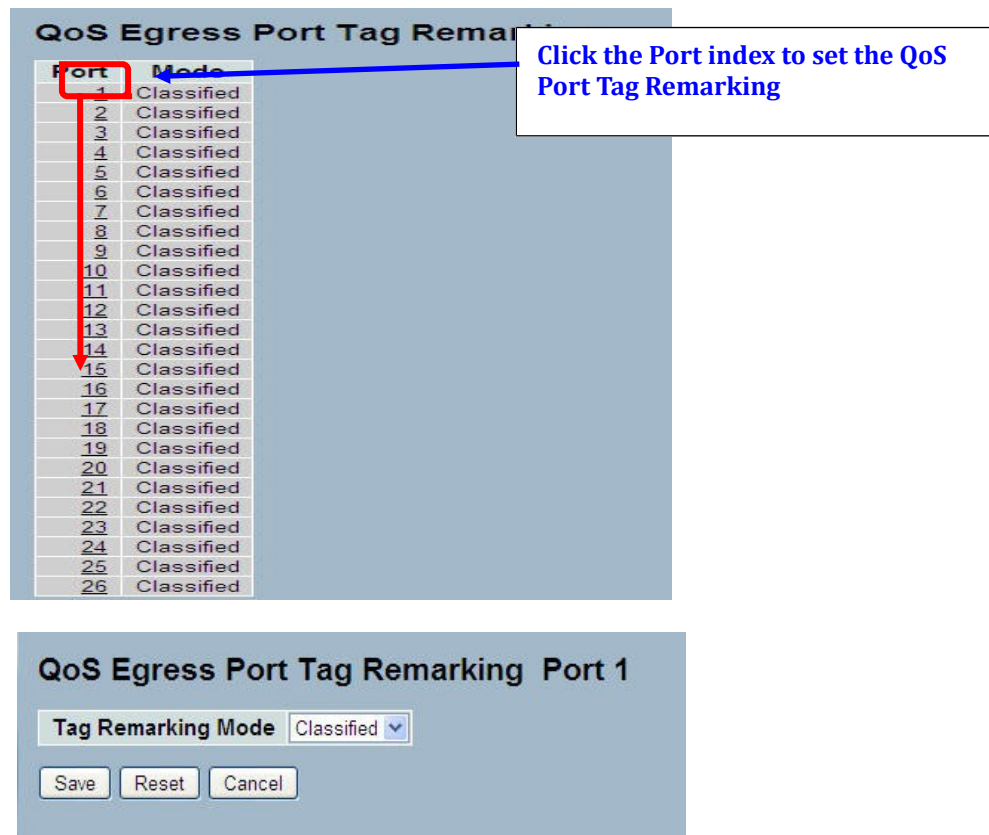 QoS Egress Port Tag Remar
Click the Port index to set the QoS
Port Tag Remarking
Port Mode
1 Classified
2 Classified
3 Classified
4 Classified
5 Classified
6 Classified
7 Classified
8 Classified
9 Classified
10 Classified
11 Classified
12 Classified
13 Classified
14 Classified
15 Classified
16 Classified
17 Classified
18 Classified
19 Classified
20 Classified
21 Classified
22 Classified
23 Classified
24 Classified
25 Classified
26 Classified
QoS Egress Port Tag Remarking Port 1
Tag Remarking Mode Classified
Save Reset Cancel